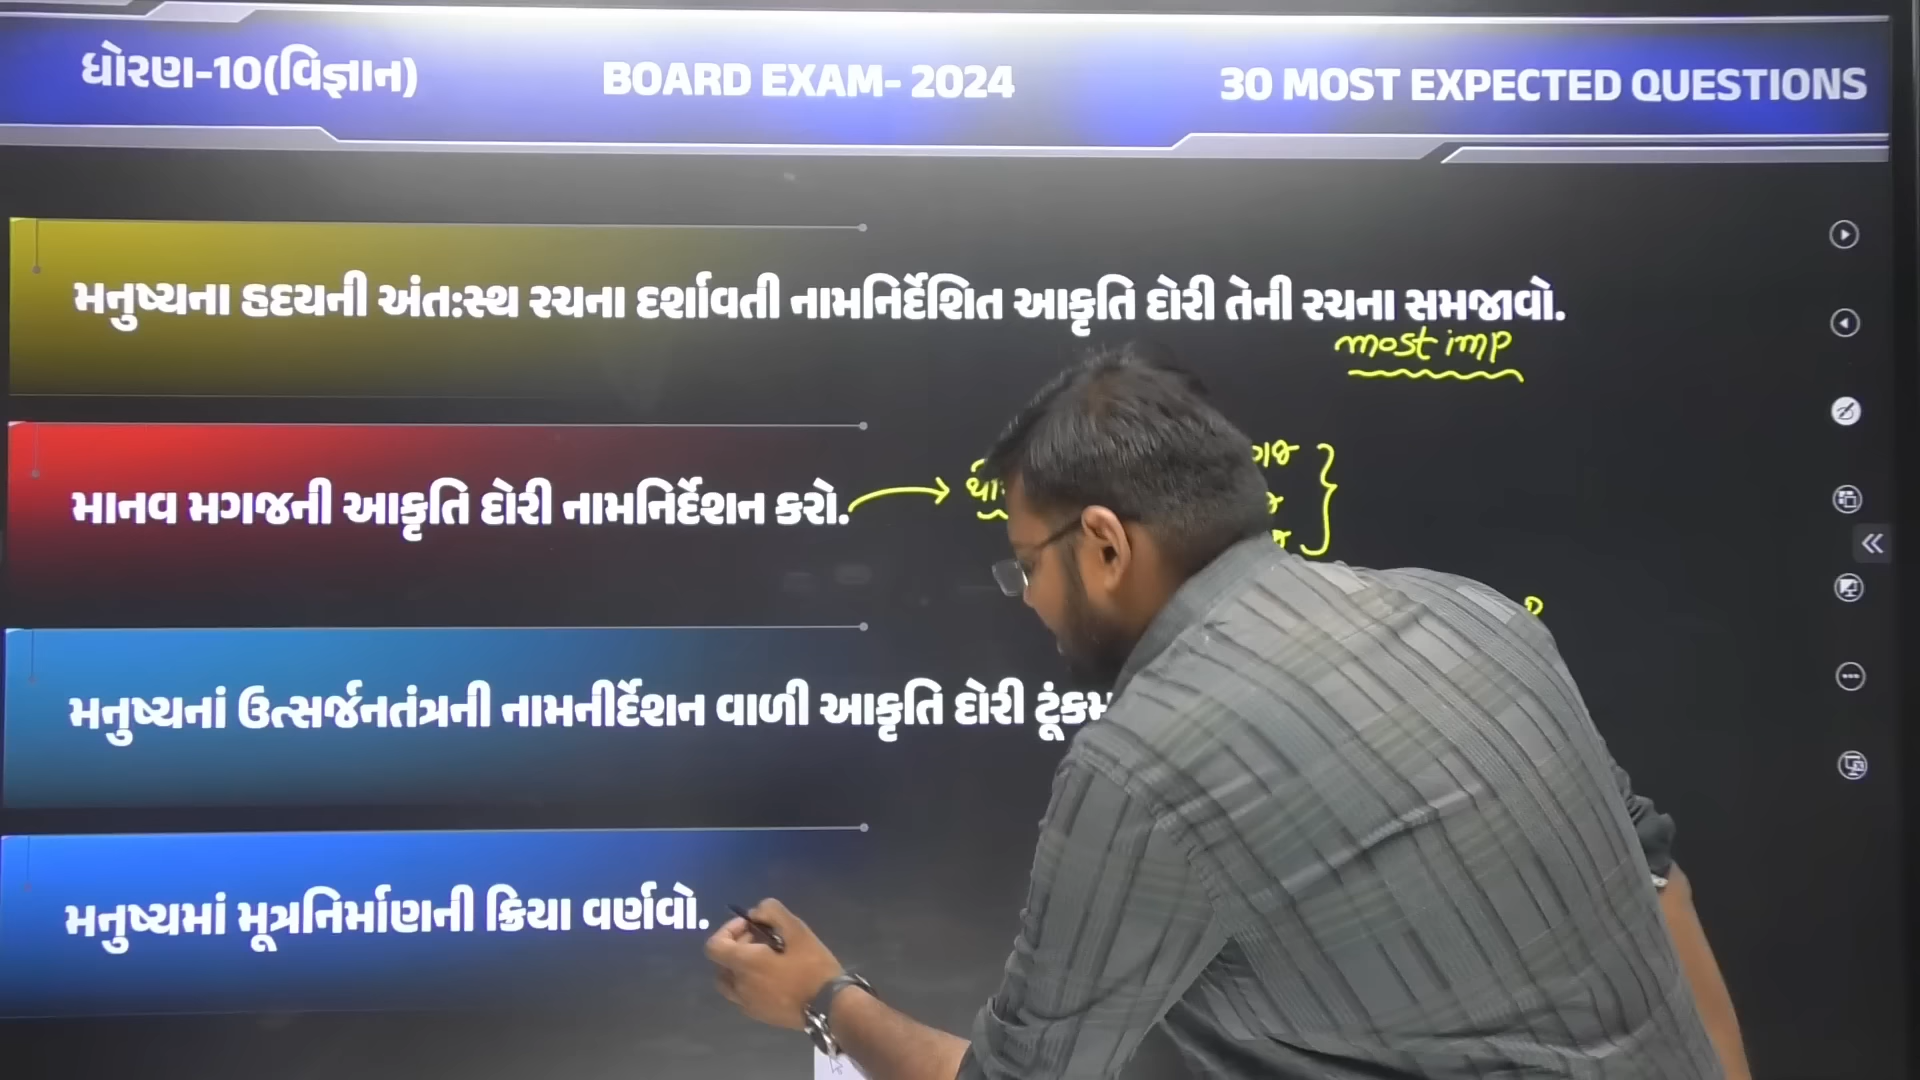 ધોરણ-10(વિજ્ઞાન)
BOARD EXAM- 2024
30 MOST EXPECTED QUESTIONS
મનુષ્યના હૃદયની અંતઃસ્થ રચના દર્શાવતી નામનિર્દેશિત આકૃતિ દોરી તેની રચના સમજાવો.
most imp
માનવ મગજની આકૃતિ દોરી નામનિર્દેશન કરો.
મનુષ્યનાં ઉત્સર્જનતંત્રની નામનીર્દેશન વાળી આકૃતિ દોરી
મનુષ્યમાં મૂત્રનિર્માણની ક્રિયા વર્ણવો.